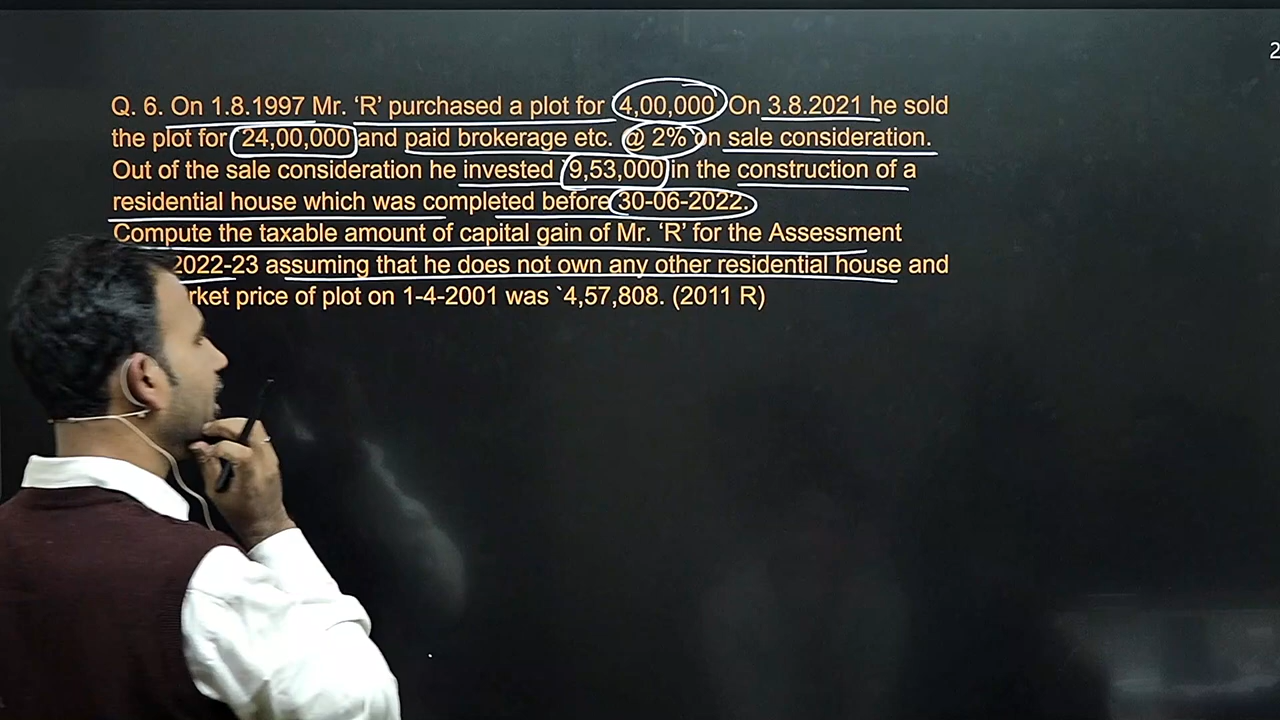 Q. 6. On 1.8.1997 Mr. ‘R’ purchased a plot for 4,00,000. On 3.8.2021 he sold
the plot for 24,00,000 and paid brokerage etc. @ 2% on sale consideration.
Out of the sale consideration he invested 9,53,000 in the construction of a
residential house which was completed before 30-06-2022.
Compute the taxable amount of capital gain of Mr. ‘R’ for the Assessment
2022-23 assuming that he does not own any other residential house and
price of plot on 1-4-2001 was `4,57,808. (2011 R)
2